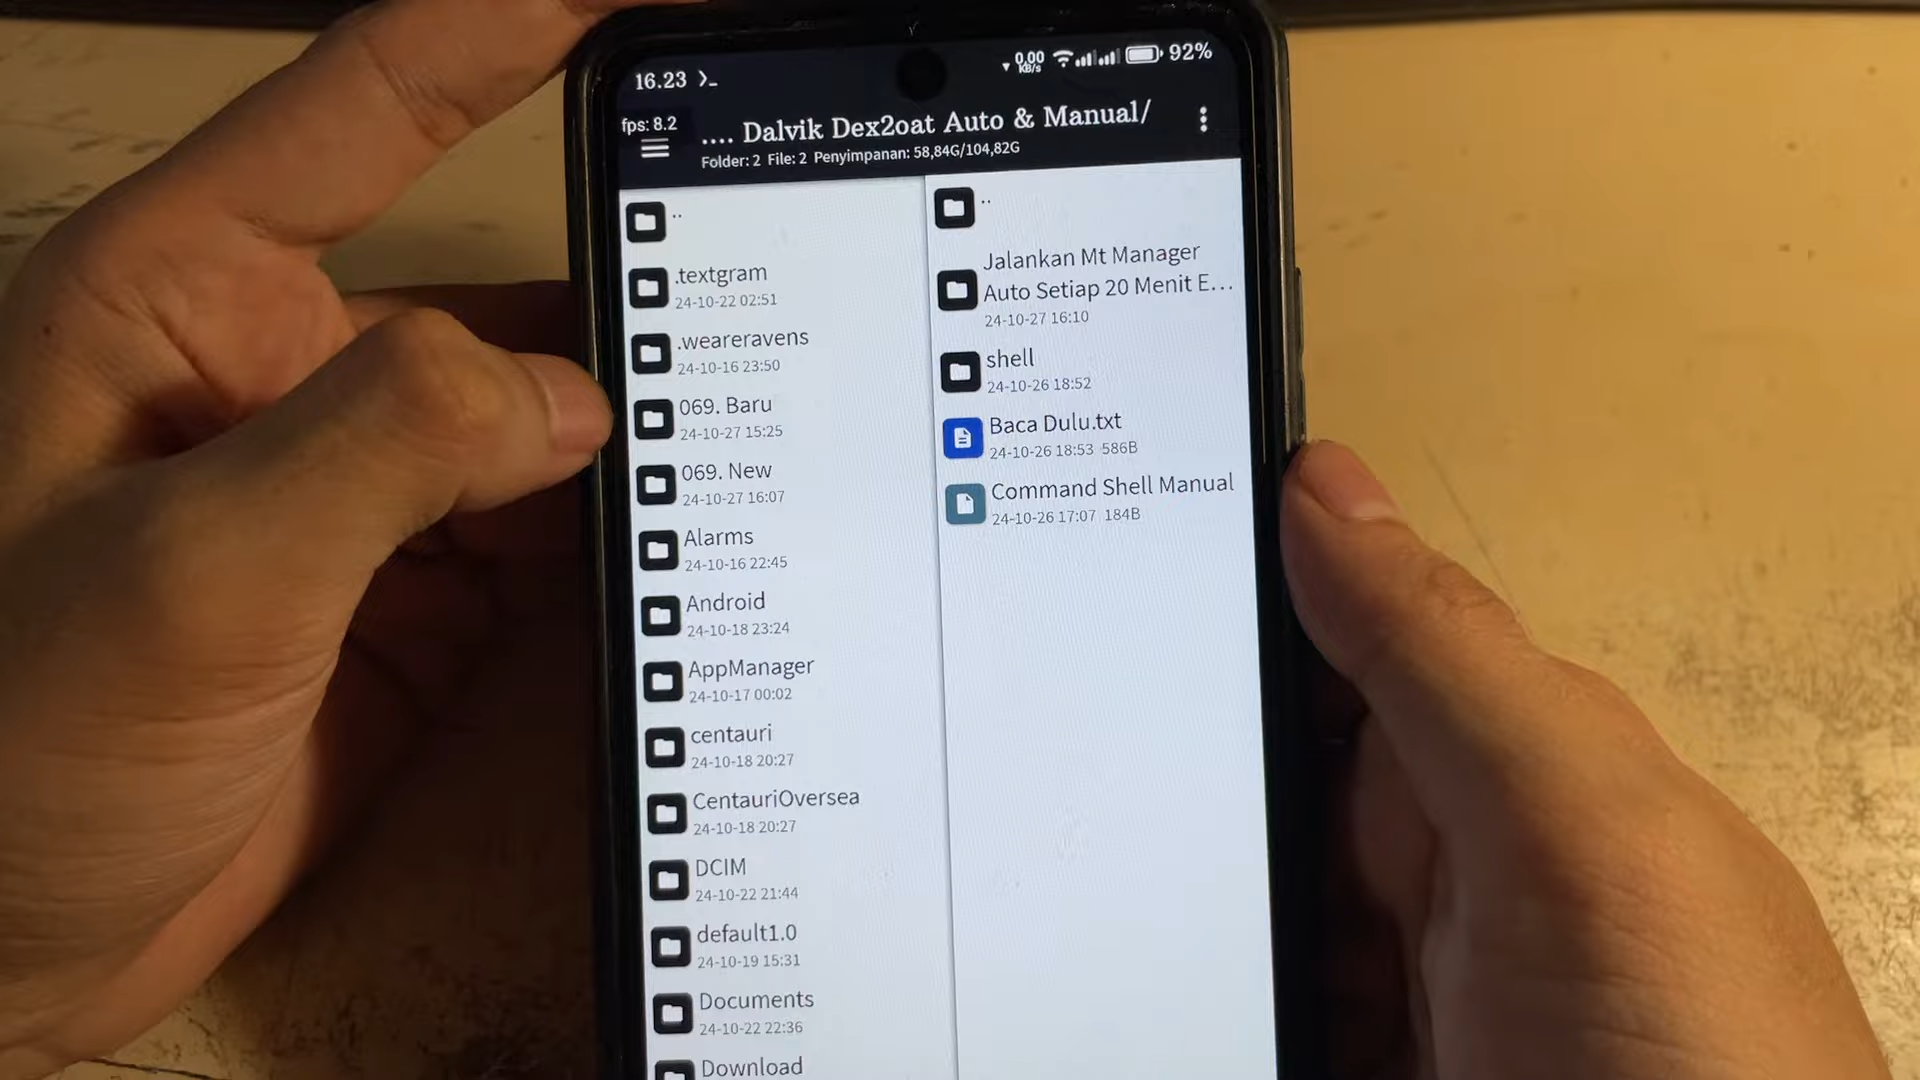 16.23
0,00
KB/s
92%
fps: 8.2
.... Dalvik Dex2oat Auto & Manual/
Folder: 2 File: 2 Penyimpanan: 58,84G/104,82G
..
.textgram
24-10-22 02:51
.weareravens
24-10-16 23:50
069. Baru
24-10-27 15:25
069. New
24-10-27 16:07
Alarms
24-10-16 22:45
Android
24-10-18 23:24
AppManager
24-10-17 00:02
centauri
24-10-18 20:27
CentauriOversea
24-10-18 20:27
DCIM
24-10-22 21:44
default1.0
24-10-19 15:31
Documents
24-10-22 22:36
Download
..
Jalankan Mt Manager
Auto Setiap 20 Menit E...
24-10-27 16:10
shell
24-10-26 18:52
Baca Dulu.txt
24-10-26 18:53 586B
Command Shell Manual
24-10-26 17:07 184B